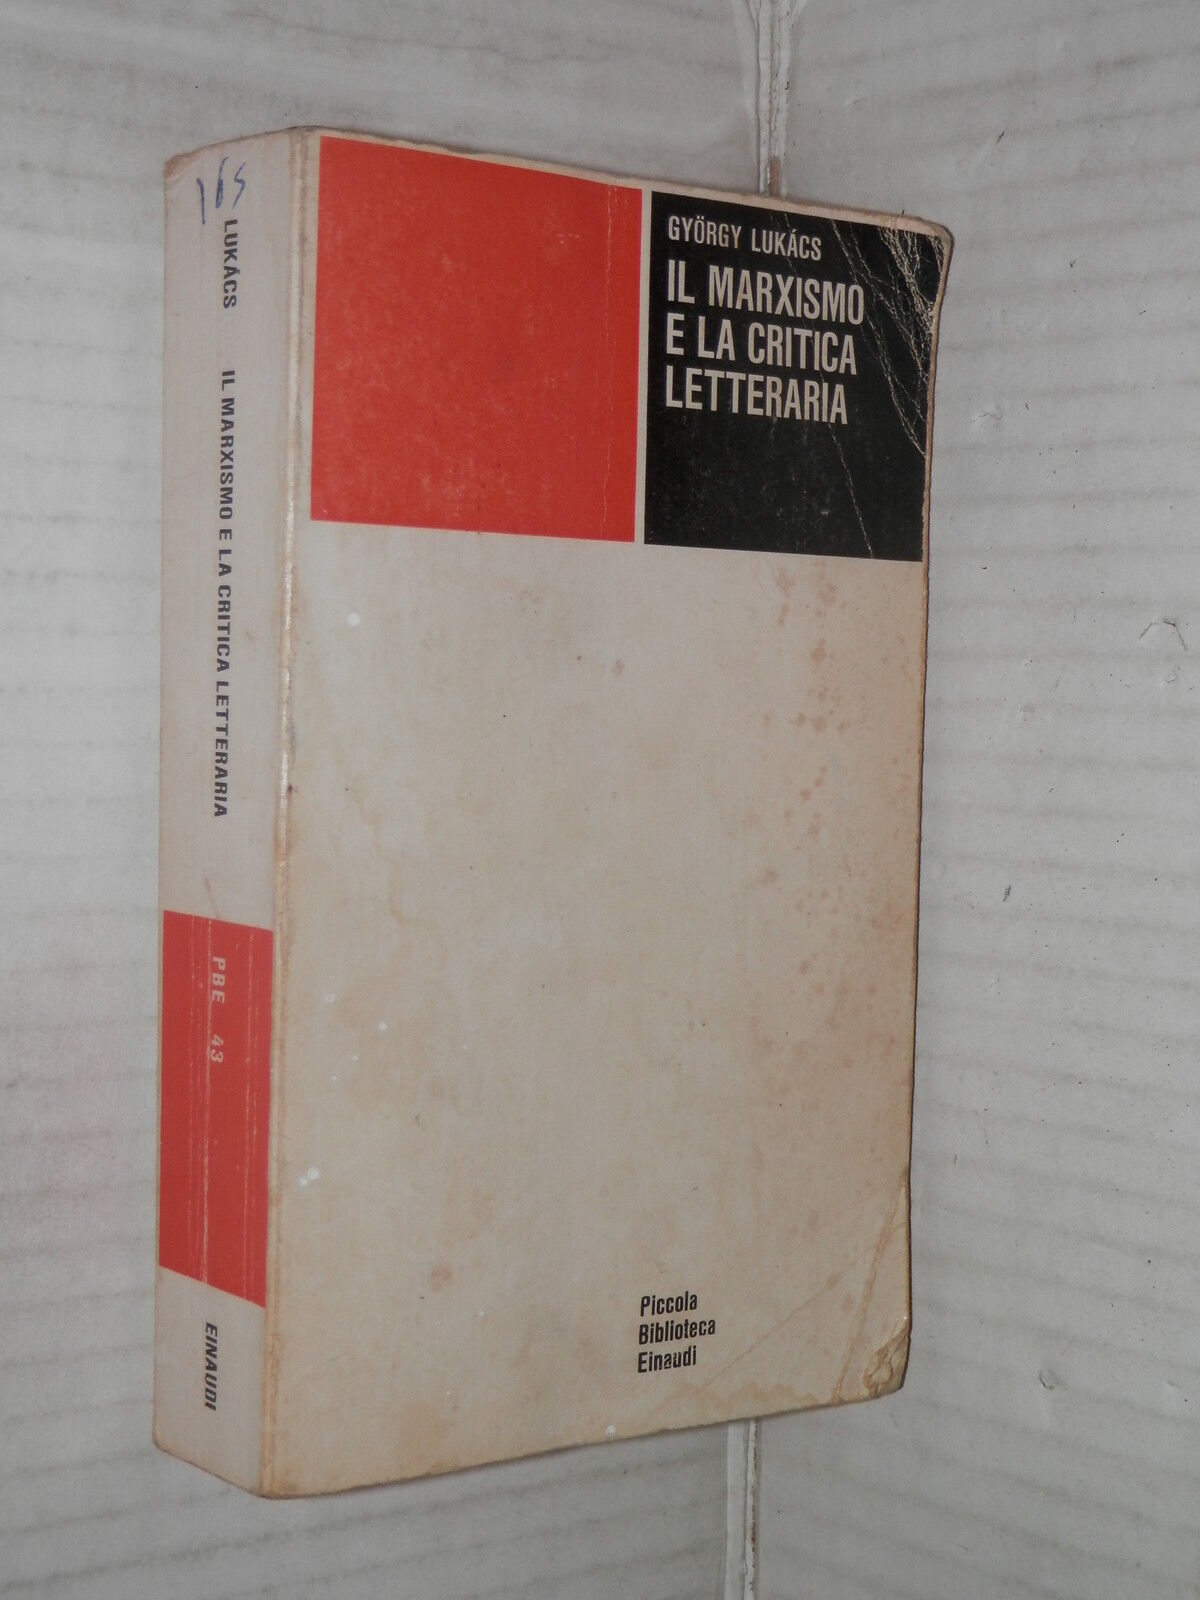 GYÖRGY LUKÁCS
IL MARXISMO
E LA CRITICA
LETTERARIA
Piccola
Biblioteca
Einaudi
165
LUKÁCS IL MARXISMO E LA CRITICA LETTERARIA
PBE 43
EINAUDI